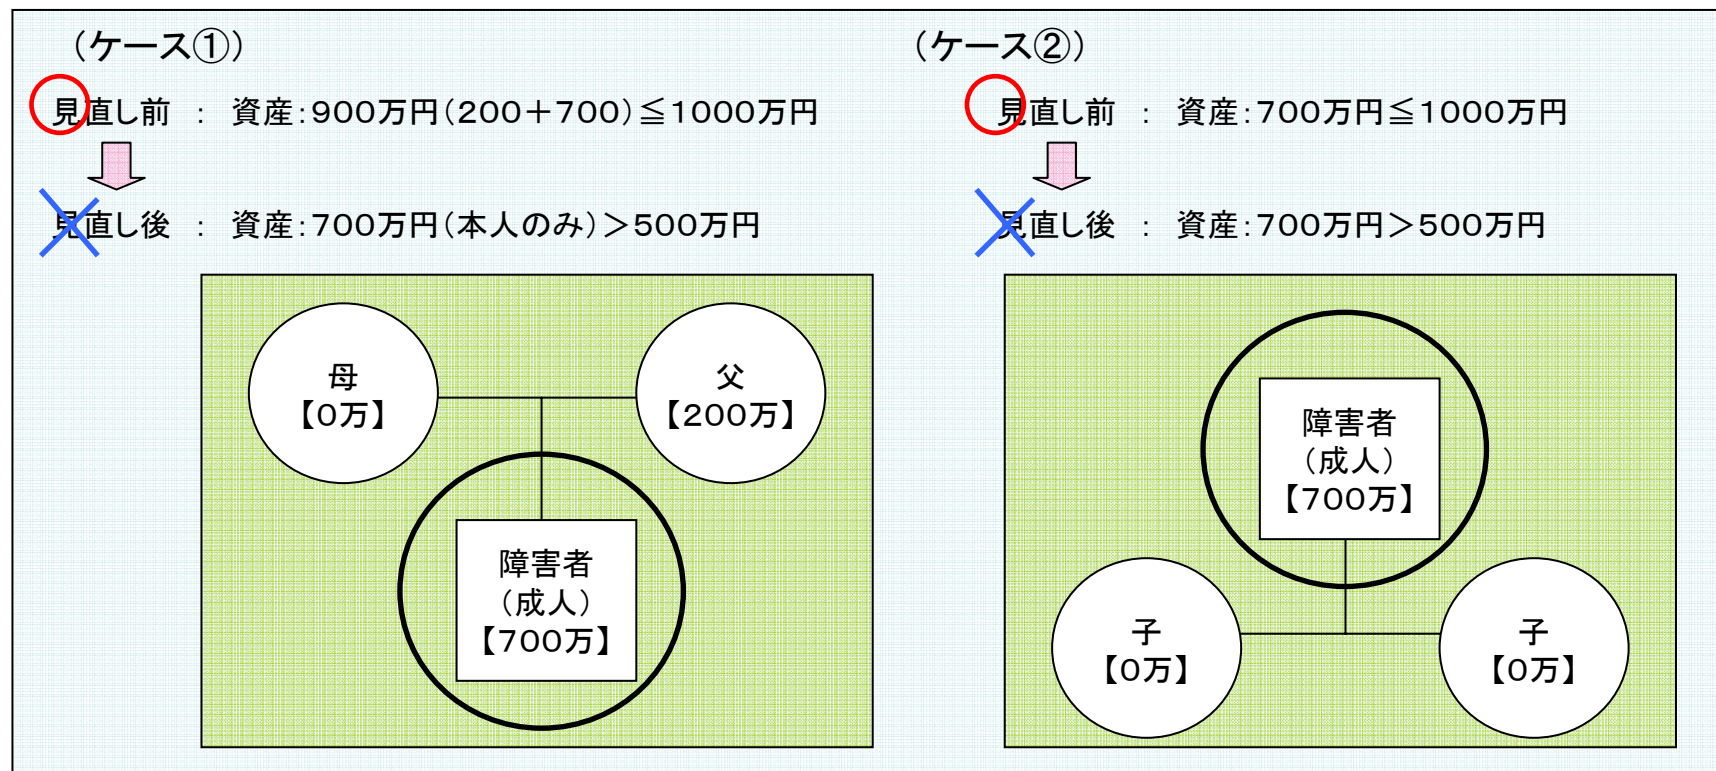 （ケース①）
見直し前　：　資産：９００万円（２００＋７００）≦１０００万円
見直し後　：　資産：７００万円（本人のみ）＞５００万円
母
【０万】
父
【２００万】
障害者
（成人）
【７００万】
（ケース②）
見直し前　：　資産：７００万円≦１０００万円
見直し後　：　資産：７００万円＞５００万円
障害者
（成人）
【７００万】
子
【０万】
子
【０万】